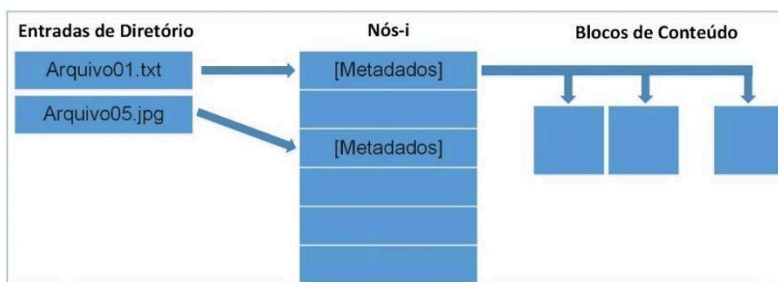 Entradas de Diretório
Nós-i
Blocos de Conteúdo
Arquivo01.txt
[Metadados]
Arquivo05.jpg
[Metadados]